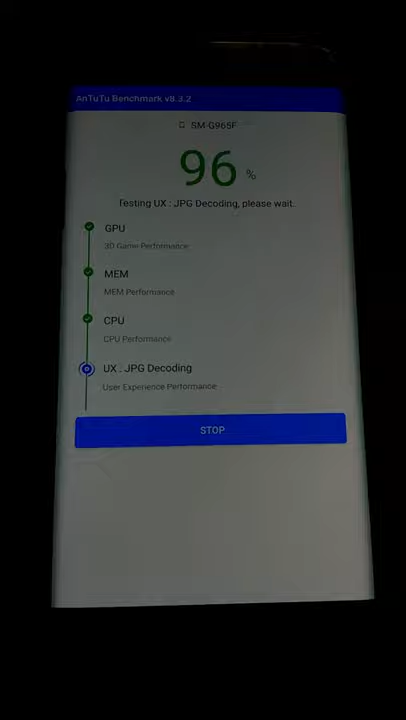 AnTuTu Benchmark v8.3.2
SM-G965F
96 %
Testing UX : JPG Decoding, please wait..
GPU
3D Game Performance
MEM
MEM Performance
CPU
CPU Performance
UX : JPG Decoding
User Experience Performance
STOP